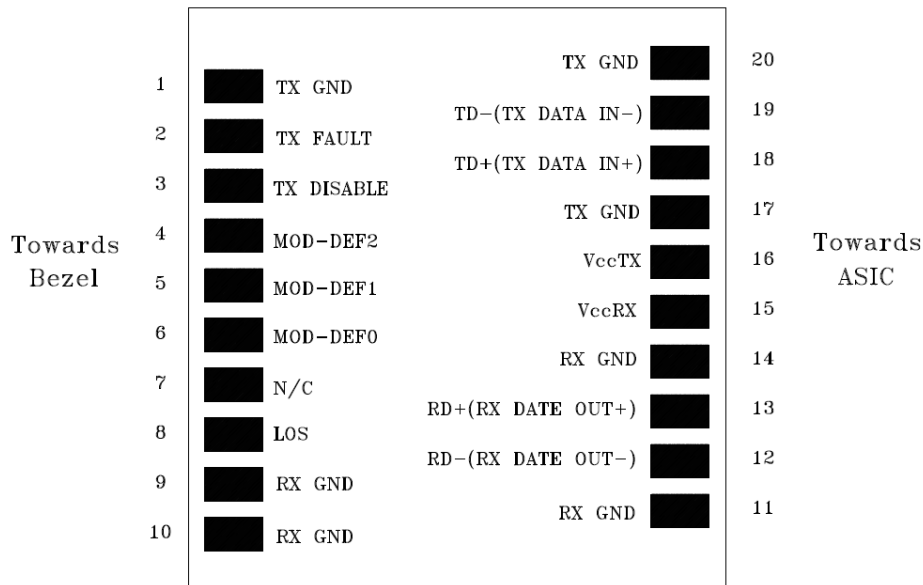 1 TX GND
2 TX FAULT
3 TX DISABLE
4 MOD-DEF2
5 MOD-DEF1
6 MOD-DEF0
7 N/C
8 LOS
9 RX GND
10 RX GND
Towards
Bezel
TX GND 20
TD-(TX DATA IN-) 19
TD+(TX DATA IN+) 18
TX GND 17
VccTX 16
VccRX 15
RX GND 14
RD+(RX DATE OUT+) 13
RD-(RX DATE OUT-) 12
RX GND 11
Towards
ASIC